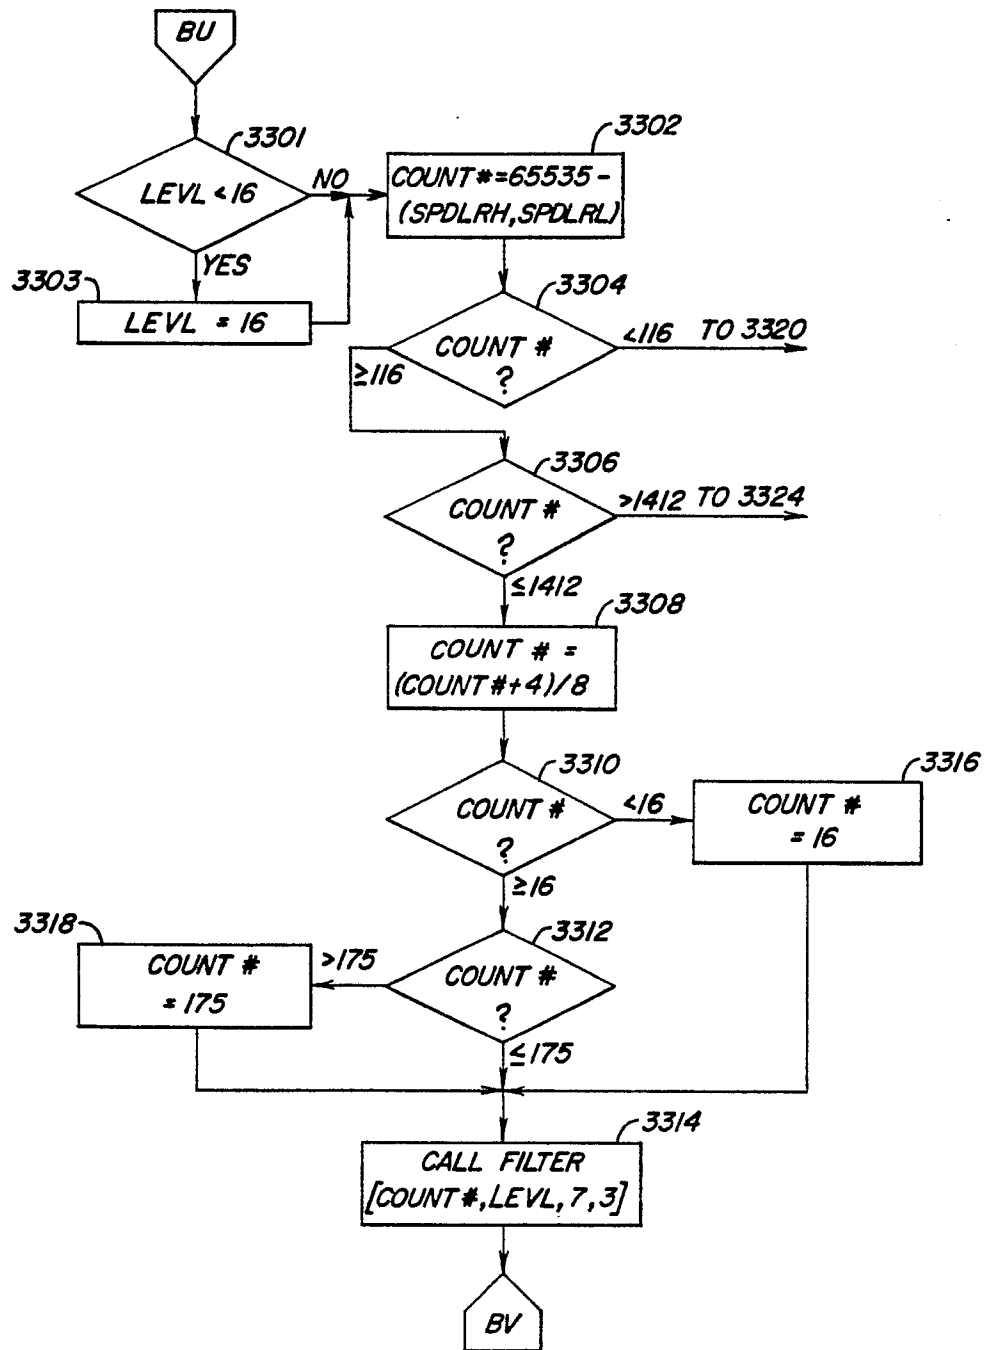 BU
3301
LEVL < 16
NO
YES
3302
COUNT # = 65535 -
(SPDLRH, SPDLRL)
3303
LEVL = 16
3304
COUNT #
?
<116 TO 3320
≥116
3306
COUNT #
?
>1412 TO 3324
≤1412
3308
COUNT # =
(COUNT # + 4) / 8
3310
COUNT #
?
<16
≥16
3316
COUNT #
= 16
3318
COUNT #
= 175
>175
3312
COUNT #
?
≤175
3314
CALL FILTER
[COUNT #, LEVL, 7, 3]
BV